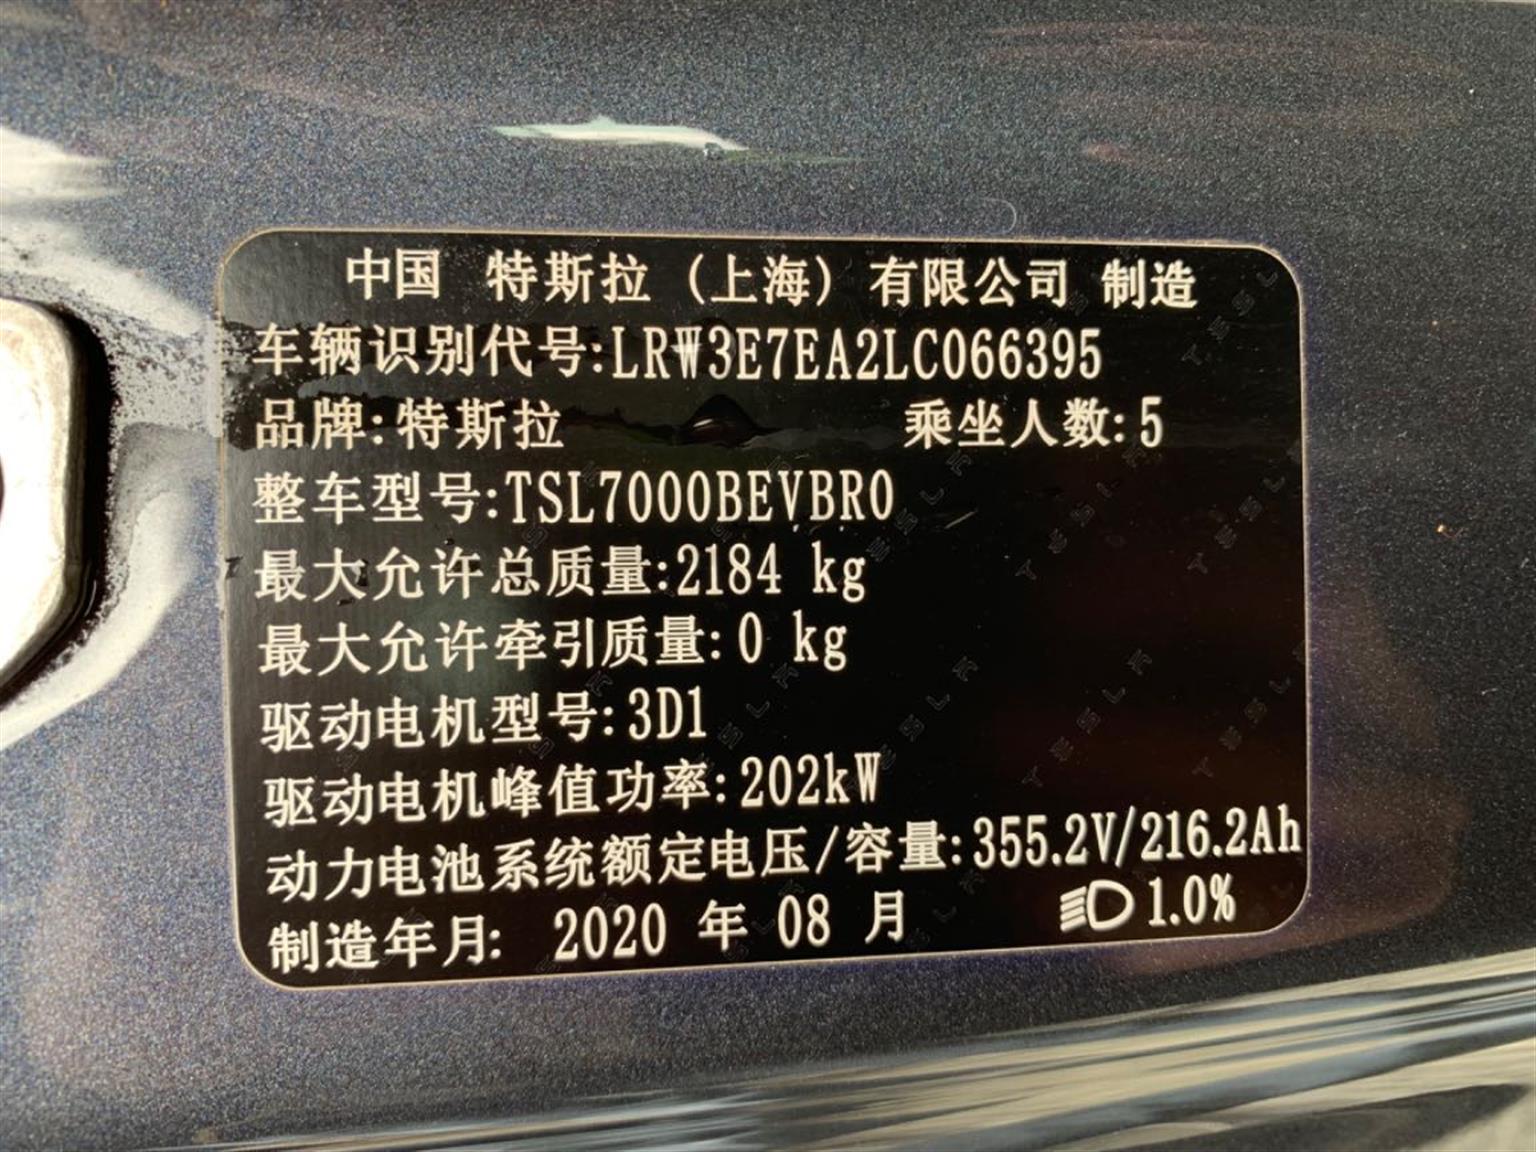 中国 特斯拉（上海）有限公司 制造
车辆识别代号:LRW3E7EA2LC066395
品牌:特斯拉 乘坐人数:5
整车型号:TSL7000BEVBR0
最大允许总质量:2184 kg
最大允许牵引质量:0 kg
驱动电机型号:3D1
驱动电机峰值功率:202kW
动力电池系统额定电压/容量:355.2V/216.2Ah
制造年月: 2020 年 08 月 1.0%
TESLA